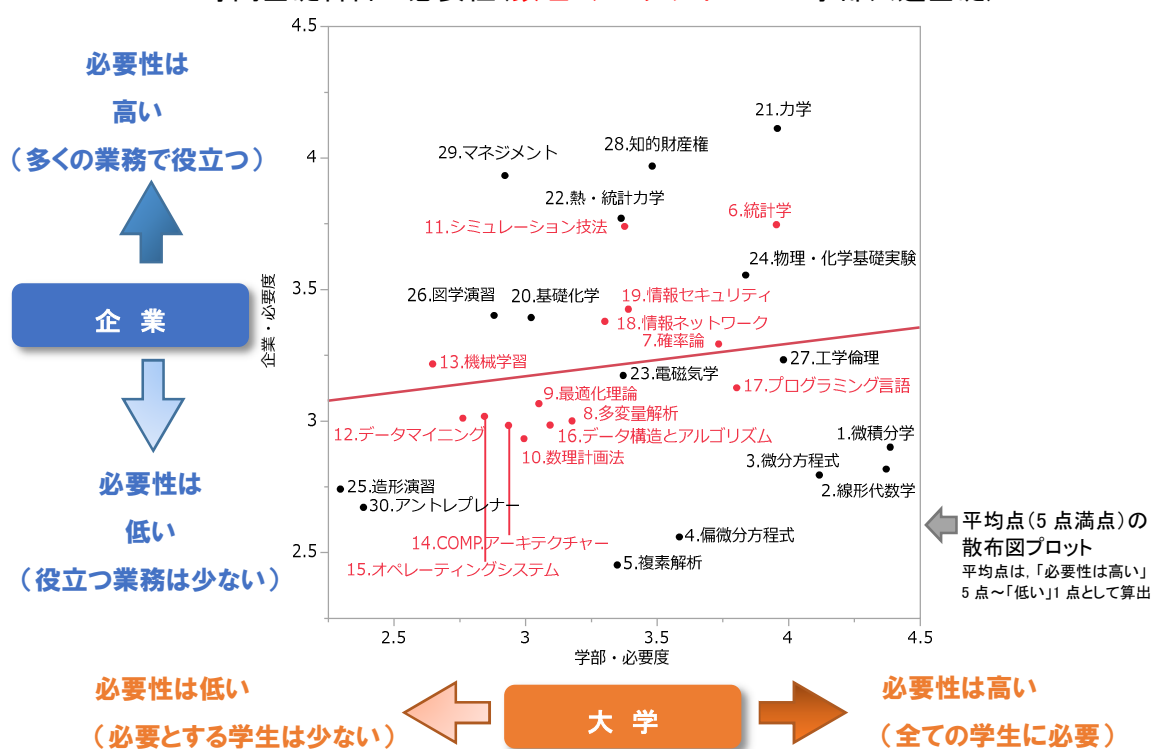 4.5
必要性は
高い
（多くの業務で役立つ）
21.力学
28.知的財産権
29.マネジメント
4
22.熱・統計力学
6.統計学
11.シミュレーション技法
24.物理・化学基礎実験
企業・必要度
3.5
26.図学演習
20.基礎化学
19.情報セキュリティ
企 業
18.情報ネットワーク
7.確率論
13.機械学習
23.電磁気学
27.工学倫理
9.最適化理論
17.プログラミング言語
3
8.多変量解析
12.データマイニング
16.データ構造とアルゴリズム
1.微積分学
10.数理計画法
3.微分方程式
2.線形代数学
必要性は
低い
（役立つ業務は少ない）
25.造形演習
30.アントレプレナー
4.偏微分方程式
14.COMP.アーキテクチャー
2.5
5.複素解析
15.オペレーティングシステム
平均点（5 点満点）の
散布図プロット
平均点は，「必要性は高い」
5 点～「低い」1 点として算出
2.5
3
3.5
4
4.5
学部・必要度
必要性は低い
（必要とする学生は少ない）
大 学
必要性は高い
（全ての学生に必要）